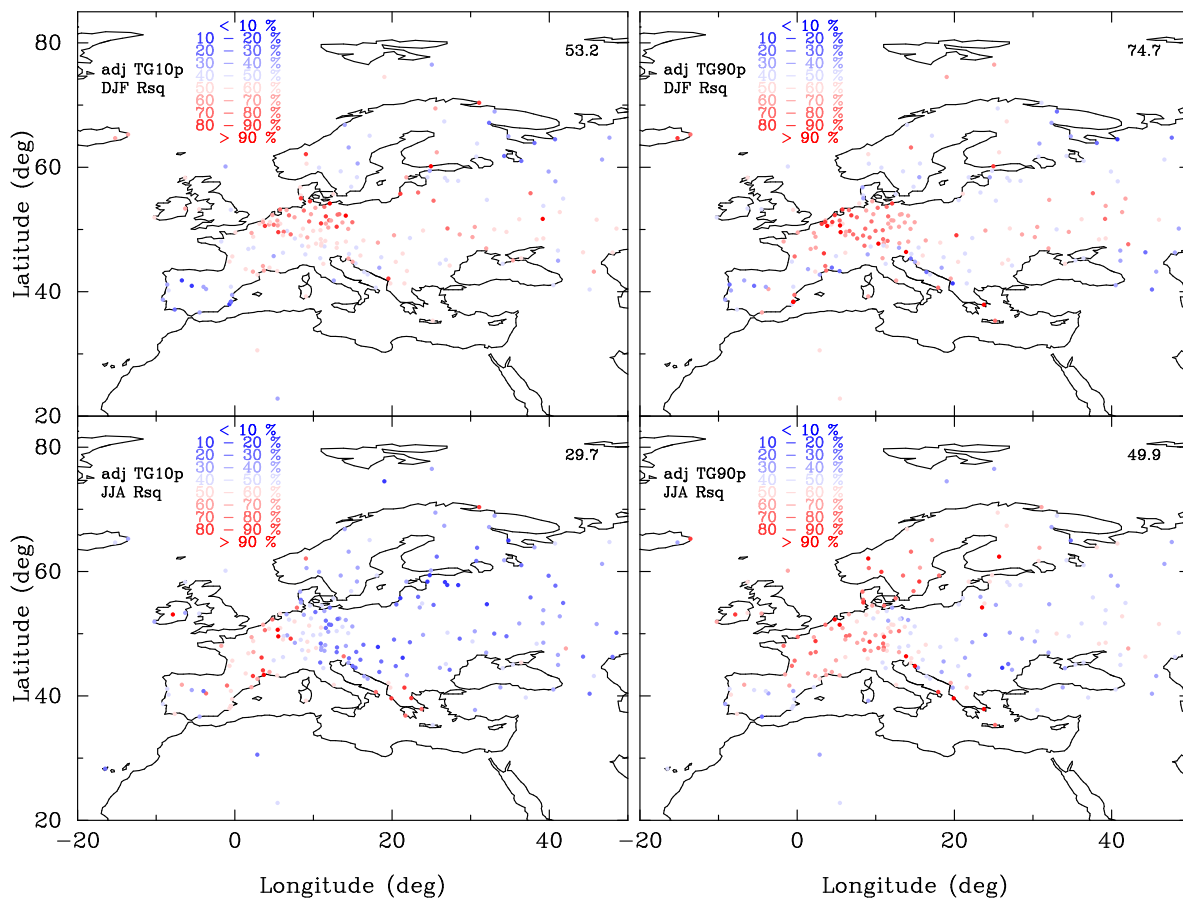 < 10 %
10 - 20 %
20 - 30 %
30 - 40 %
40 - 50 %
50 - 60 %
60 - 70 %
70 - 80 %
80 - 90 %
> 90 %
adj TG10p
DJF Rsq
53.2
< 10 %
10 - 20 %
20 - 30 %
30 - 40 %
40 - 50 %
50 - 60 %
60 - 70 %
70 - 80 %
80 - 90 %
> 90 %
adj TG90p
DJF Rsq
74.7
80
60
40
20
Latitude (deg)
< 10 %
10 - 20 %
20 - 30 %
30 - 40 %
40 - 50 %
50 - 60 %
60 - 70 %
70 - 80 %
80 - 90 %
> 90 %
adj TG10p
JJA Rsq
29.7
< 10 %
10 - 20 %
20 - 30 %
30 - 40 %
40 - 50 %
50 - 60 %
60 - 70 %
70 - 80 %
80 - 90 %
> 90 %
adj TG90p
JJA Rsq
49.9
80
60
40
20
Latitude (deg)
-20 0 20 40
-20 0 20 40
Longitude (deg)
Longitude (deg)